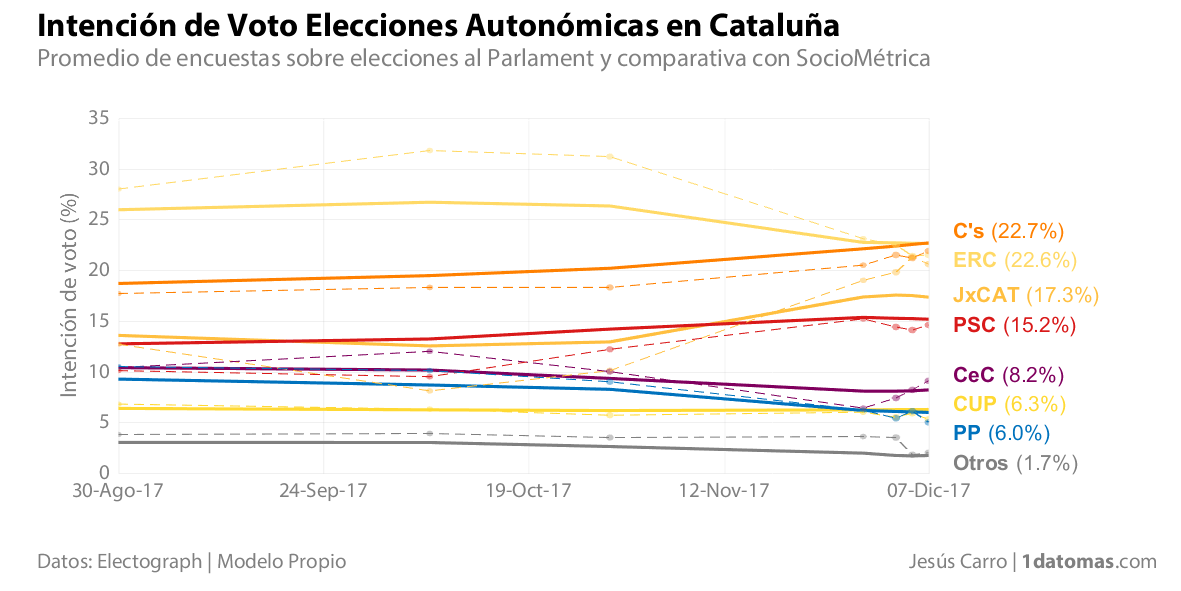 Intención de Voto Elecciones Autonómicas en Cataluña
Promedio de encuestas sobre elecciones al Parlament y comparativa con SocioMétrica
Intención de voto (%)
35
30
25
20
15
10
5
0
30-Ago-17
24-Sep-17
19-Oct-17
12-Nov-17
07-Dic-17
C's (22.7%)
ERC (22.6%)
JxCAT (17.3%)
PSC (15.2%)
CeC (8.2%)
CUP (6.3%)
PP (6.0%)
Otros (1.7%)
Datos: Electograph | Modelo Propio
Jesús Carro | 1datomas.com